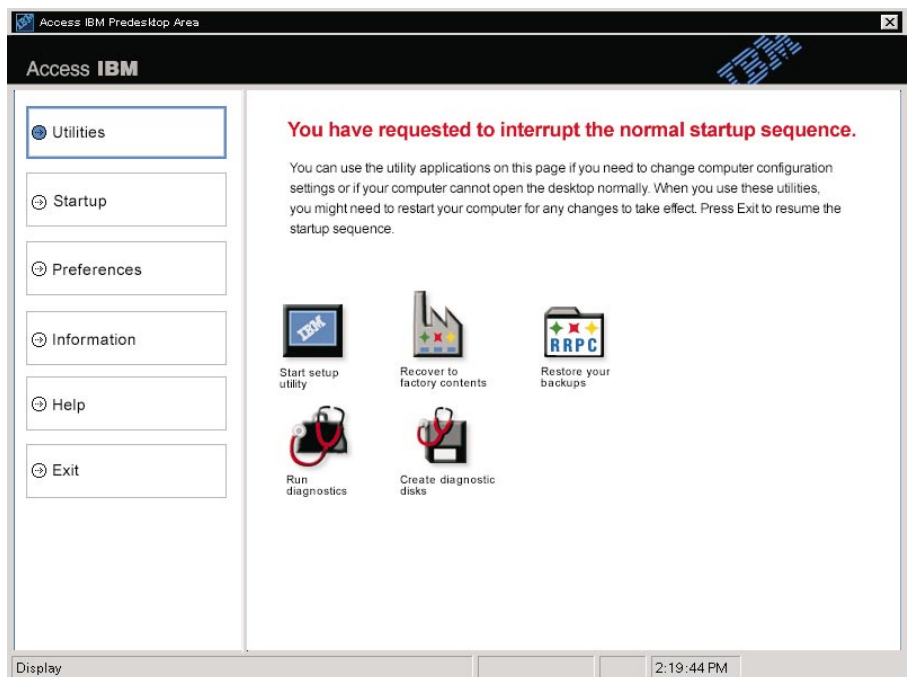 Access IBM Predesktop Area
Access IBM
IBM
Utilities
Startup
Preferences
Information
Help
Exit
You have requested to interrupt the normal startup sequence.
You can use the utility applications on this page if you need to change computer configuration
settings or if your computer cannot open the desktop normally. When you use these utilities,
you might need to restart your computer for any changes to take effect. Press Exit to resume the
startup sequence.
IBM
Start setup
utility
Recover to
factory contents
RRPC
Restore your
backups
Run
diagnostics
Create diagnostic
disks
Display
2:19:44 PM